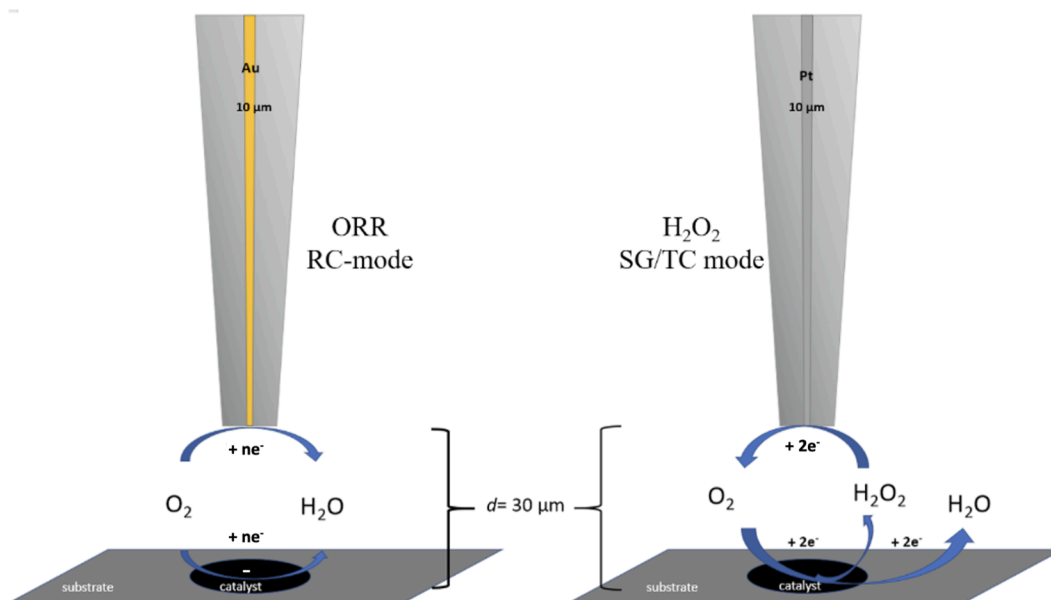 Au
10 µm
ORR
RC-mode
+ ne⁻
O₂
H₂O
+ ne⁻
–
substrate
catalyst
d= 30 µm
Pt
10 µm
H₂O₂
SG/TC mode
+ 2e⁻
O₂
H₂O₂
H₂O
+ 2e⁻
+ 2e⁻
substrate
catalyst